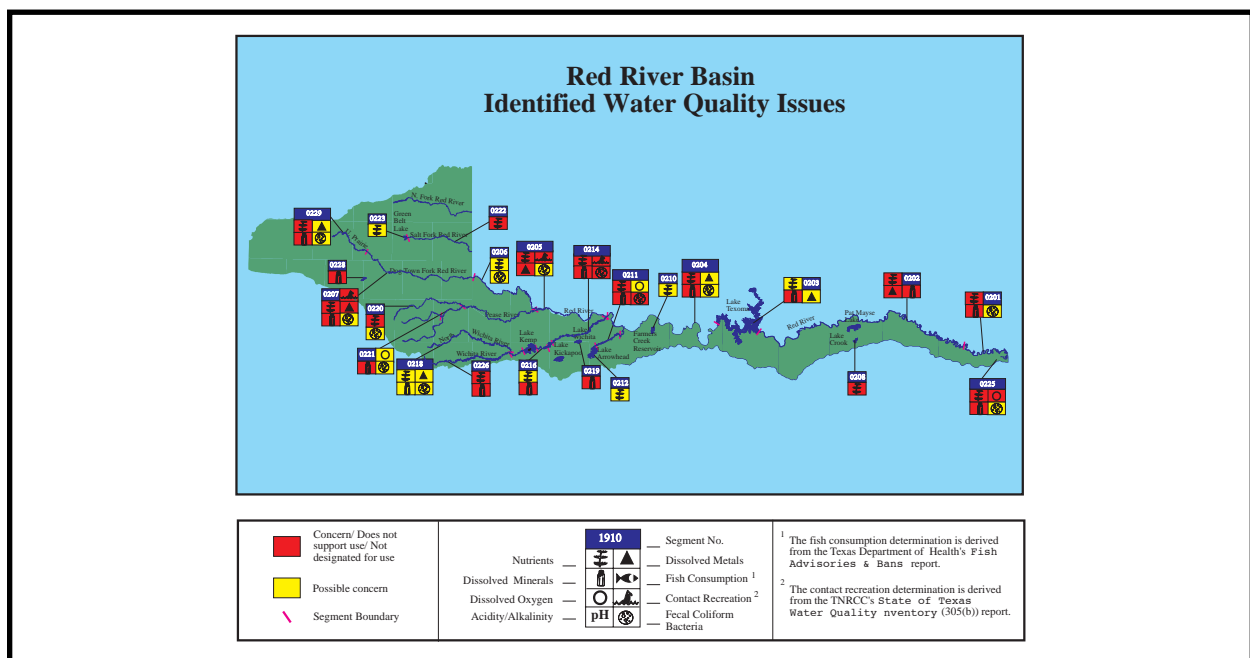 Red River Basin
Identified Water Quality Issues
N. Fork Red River
0229
0223
Green
Belt
Lake
0222
Salt Fork Red River
0205
0214
0206
0211
0210
0204
0228
Dog Town Fork Red River
0207
0203
0202
0201
Lake
Texoma
0220
Pease River
Red River
Red River
Pat Mayse
Lake
Crook
North
Wichita River
Lake
Kemp
Lake
Wichita
Farmers
Creek
Reservoir
Lake
Kickapoo
Lake
Arrowhead
0221
0218
Wichita River
0226
0216
0219
0212
0208
0225
Concern/ Does not
support use/ Not
designated for use
Possible concern
Segment Boundary
1910
Segment No.
Nutrients
Dissolved Metals
Dissolved Minerals
Fish Consumption 1
Dissolved Oxygen
Contact Recreation 2
Acidity/Alkalinity
pH
Fecal Coliform
Bacteria
1 The fish consumption determination is derived
from the Texas Department of Health's Fish
Advisories & Bans report.
2 The contact recreation determination is derived
from the TNRCC's State of Texas
Water Quality nventory (305(b)) report.